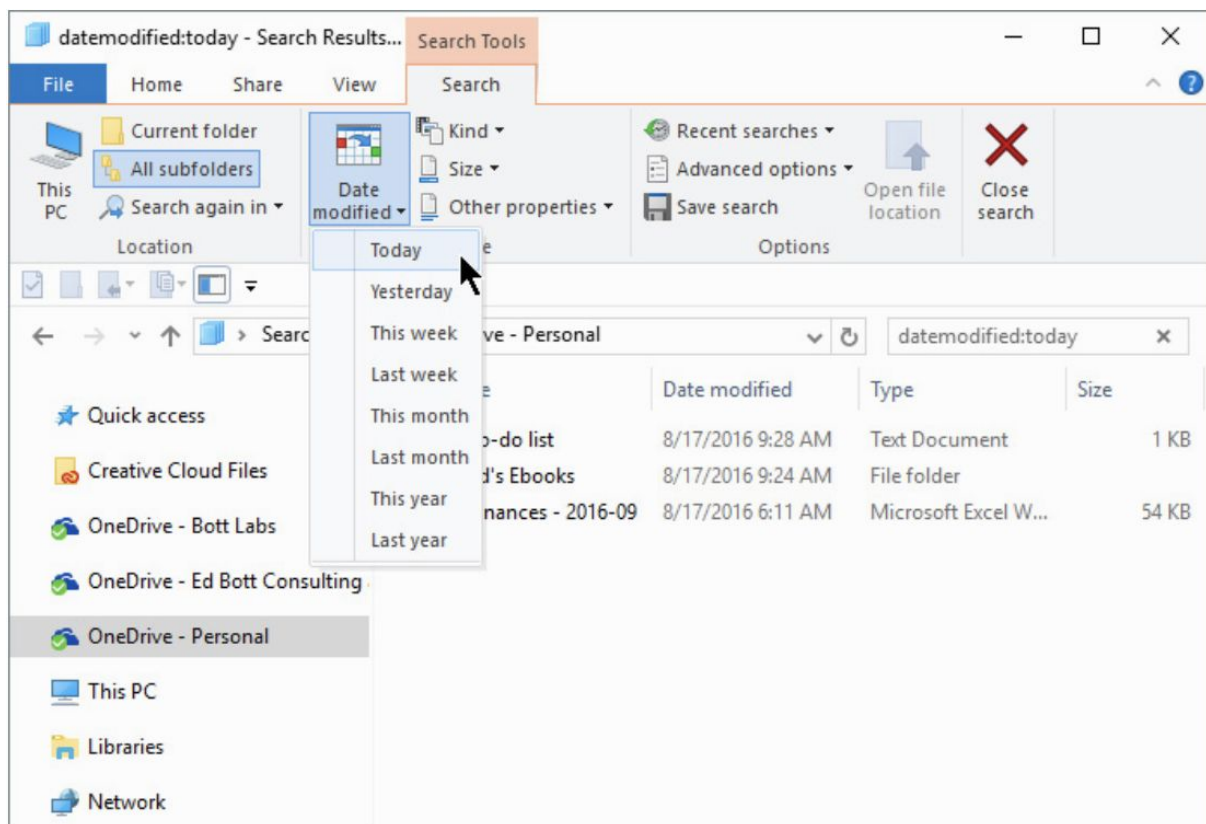 datemodified:today - Search Results...
Search Tools
File Home Share View Search
This PC
Current folder
All subfolders
Search again in
Location
Date modified
Kind
Size
Other properties
Recent searches
Advanced options
Save search
Options
Open file location
Close search
Today
Yesterday
This week
Last week
This month
Last month
This year
Last year
ve - Personal
datemodified:today
Date modified Type Size
o-do list 8/17/2016 9:28 AM Text Document 1 KB
d's Ebooks 8/17/2016 9:24 AM File folder
nances - 2016-09 8/17/2016 6:11 AM Microsoft Excel W... 54 KB
Quick access
Creative Cloud Files
OneDrive - Bott Labs
OneDrive - Ed Bott Consulting
OneDrive - Personal
This PC
Libraries
Network